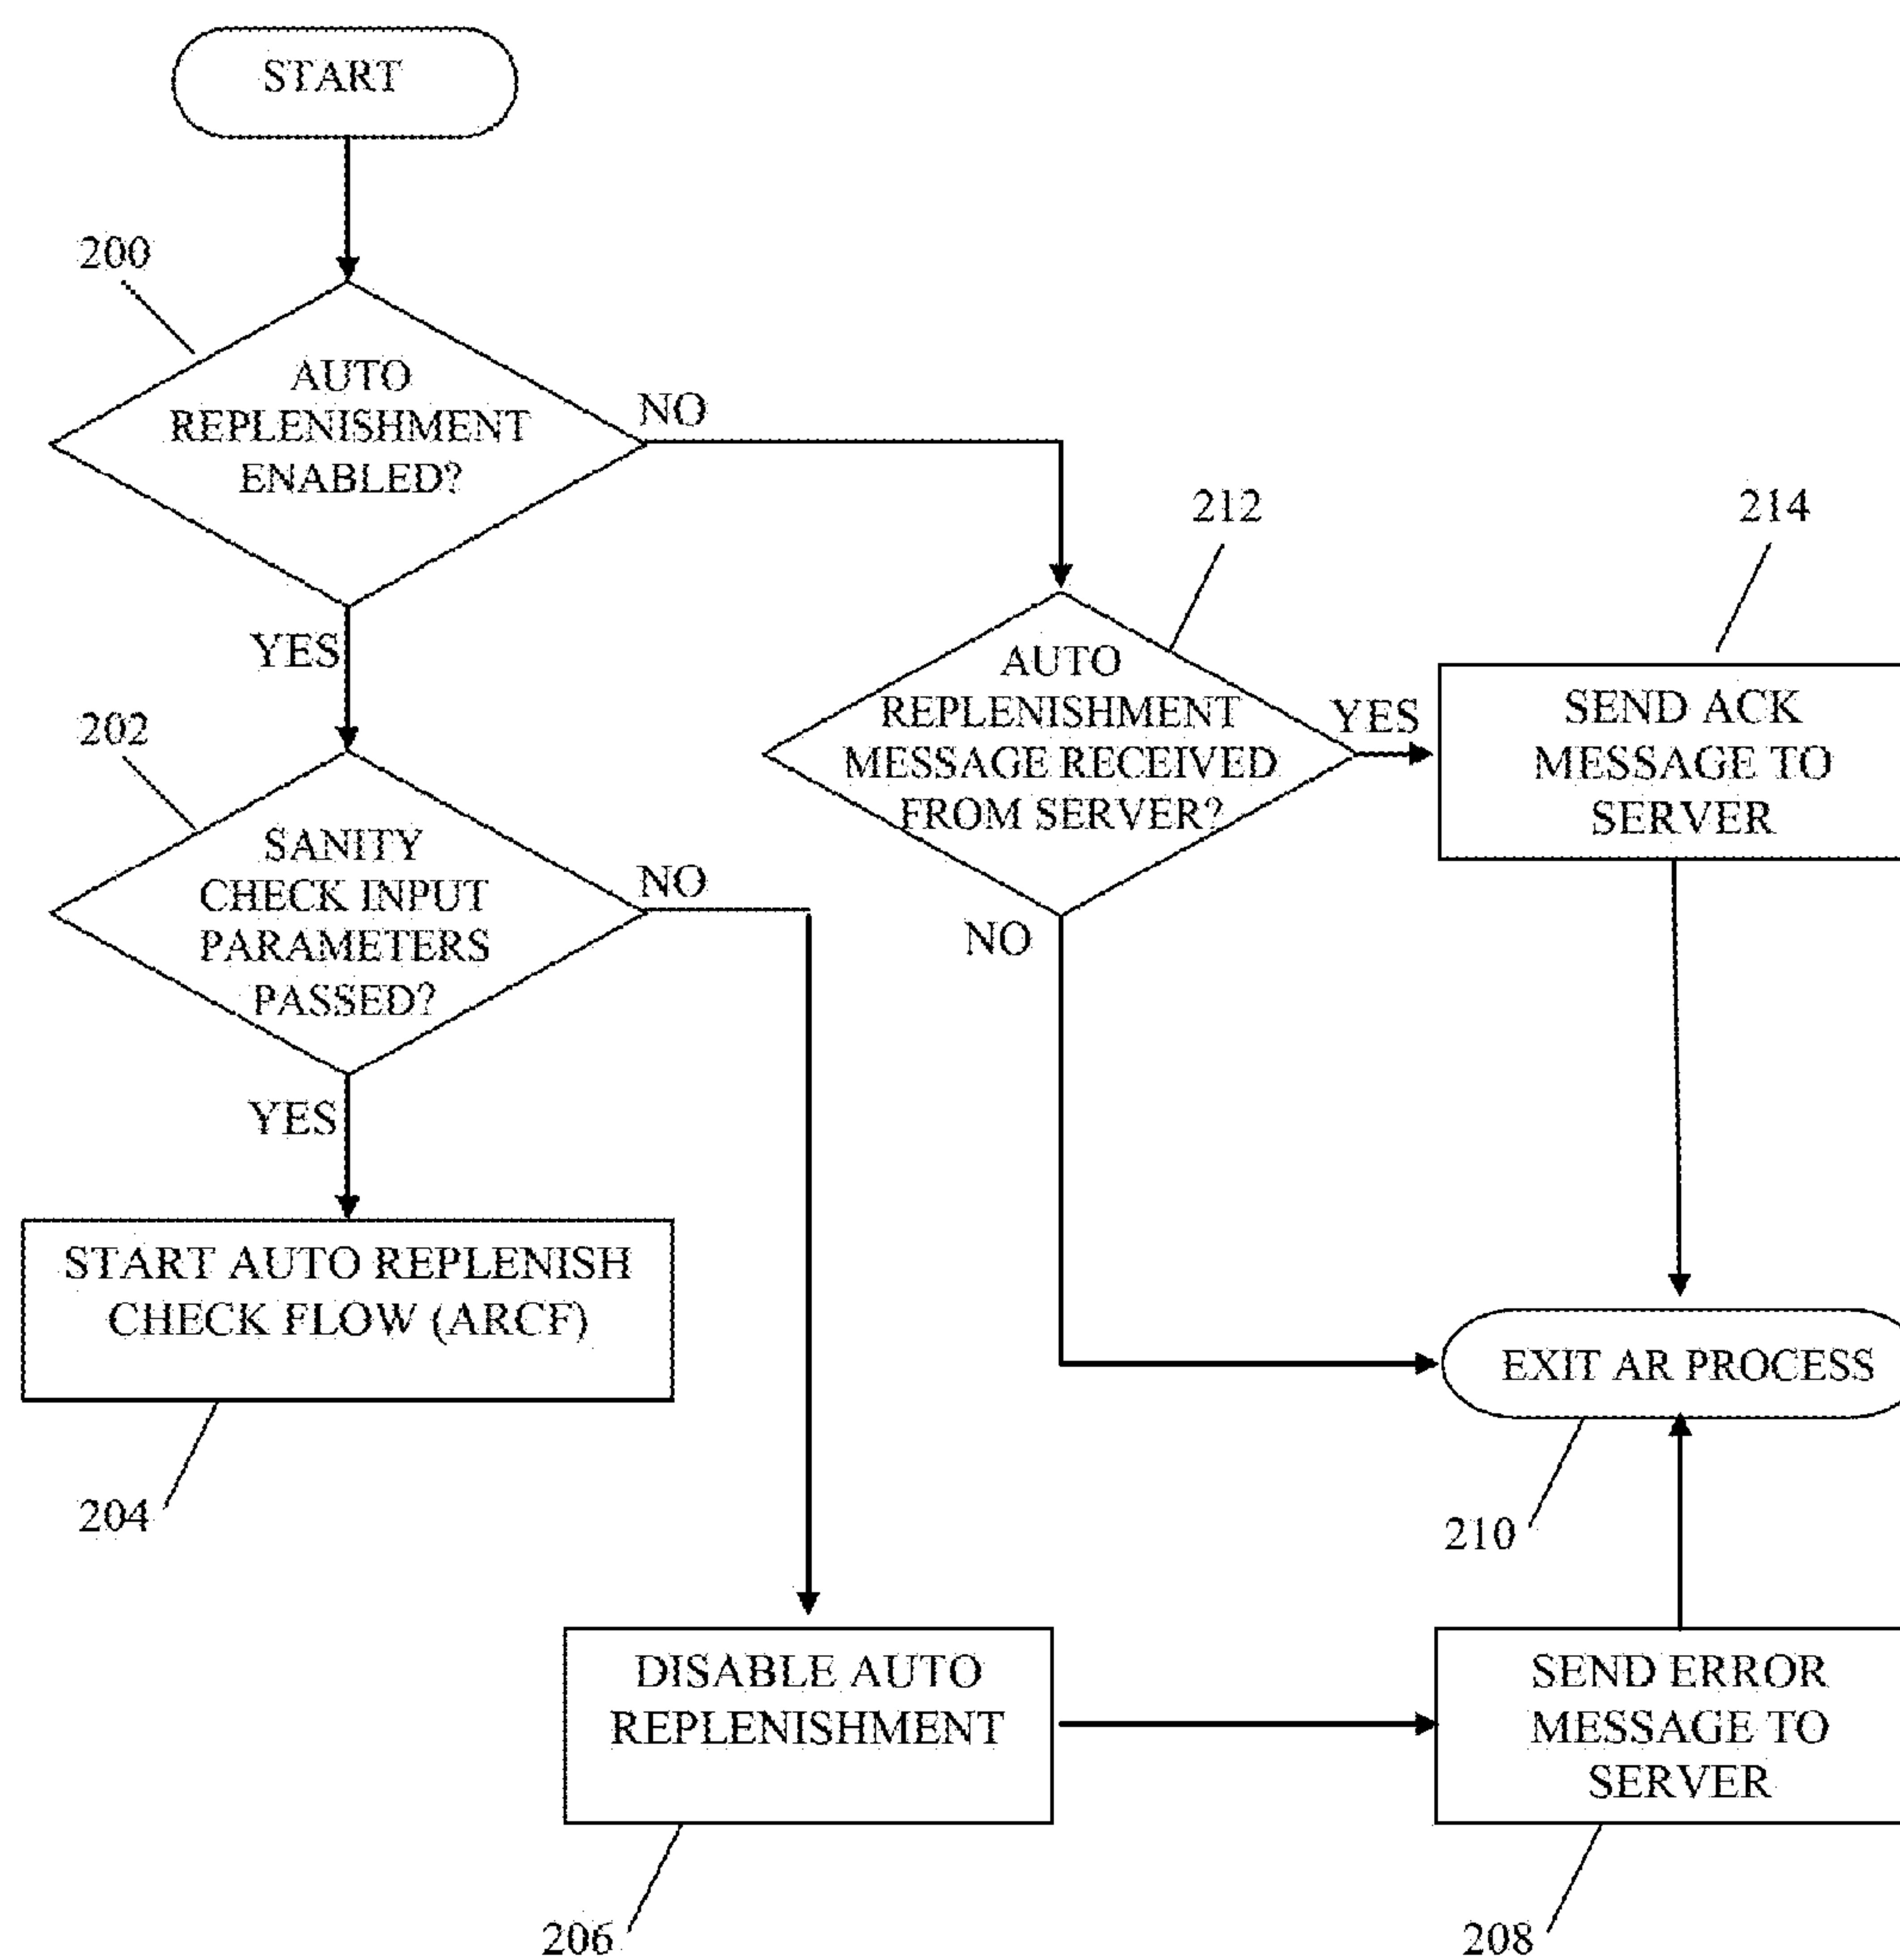 START
200
AUTO
REPLENISHMENT
ENABLED?
NO
YES
212
214
AUTO
REPLENISHMENT
MESSAGE RECEIVED
FROM SERVER?
YES
NO
SEND ACK
MESSAGE TO
SERVER
202
SANITY
CHECK INPUT
PARAMETERS
PASSED?
NO
YES
START AUTO REPLENISH
CHECK FLOW (ARCF)
204
EXIT AR PROCESS
210
DISABLE AUTO
REPLENISHMENT
206
SEND ERROR
MESSAGE TO
SERVER
208